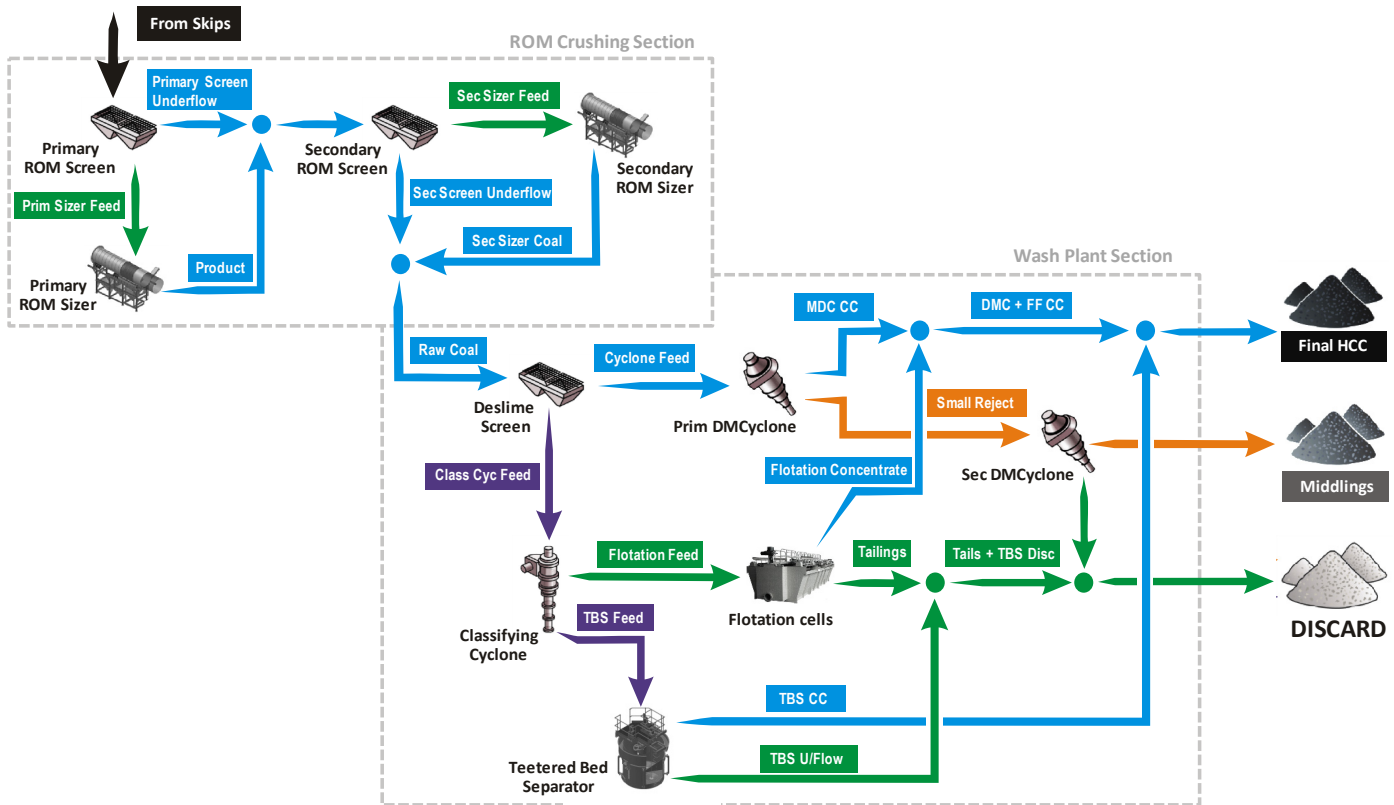 From Skips
ROM Crushing Section
Primary Screen
Underflow
Sec Sizer Feed
Primary
ROM Screen
Secondary
ROM Screen
Secondary
ROM Sizer
Prim Sizer Feed
Sec Screen Underflow
Sec Sizer Coal
Product
Primary
ROM Sizer
Wash Plant Section
MDC CC
DMC + FF CC
Final HCC
Raw Coal
Cyclone Feed
Deslime
Screen
Prim DMCyclone
Small Reject
Class Cyc Feed
Flotation Concentrate
Sec DMCyclone
Middlings
Flotation Feed
Tailings
Tails + TBS Disc
TBS Feed
Flotation cells
Classifying
Cyclone
DISCARD
TBS CC
TBS U/Flow
Teetered Bed
Separator